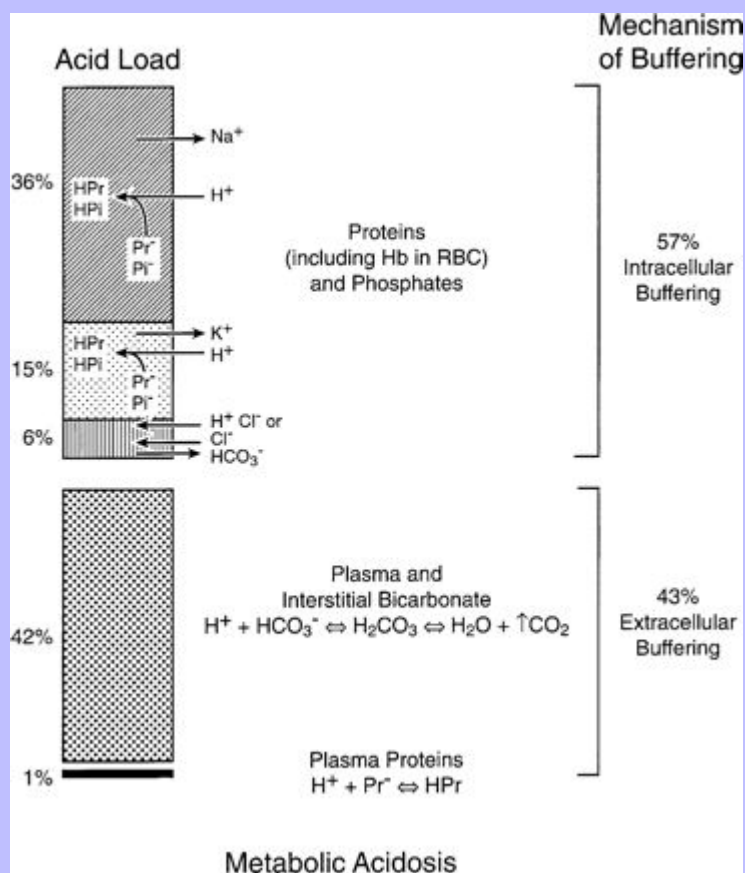 Mechanism
of Buffering
Acid Load
Na⁺
36%
HPr
HPi
H⁺
Pr⁻
Pi⁻
Proteins
(including Hb in RBC)
and Phosphates
57%
Intracellular
Buffering
K⁺
HPr
HPi
H⁺
15%
Pr⁻
Pi⁻
H⁺ Cl⁻ or
6%
Cl⁻
HCO₃⁻
Plasma and
Interstitial Bicarbonate
H⁺ + HCO₃⁻ ⇔ H₂CO₃ ⇔ H₂O + ↑CO₂
42%
43%
Extracellular
Buffering
Plasma Proteins
H⁺ + Pr⁻ ⇔ HPr
1%
Metabolic Acidosis